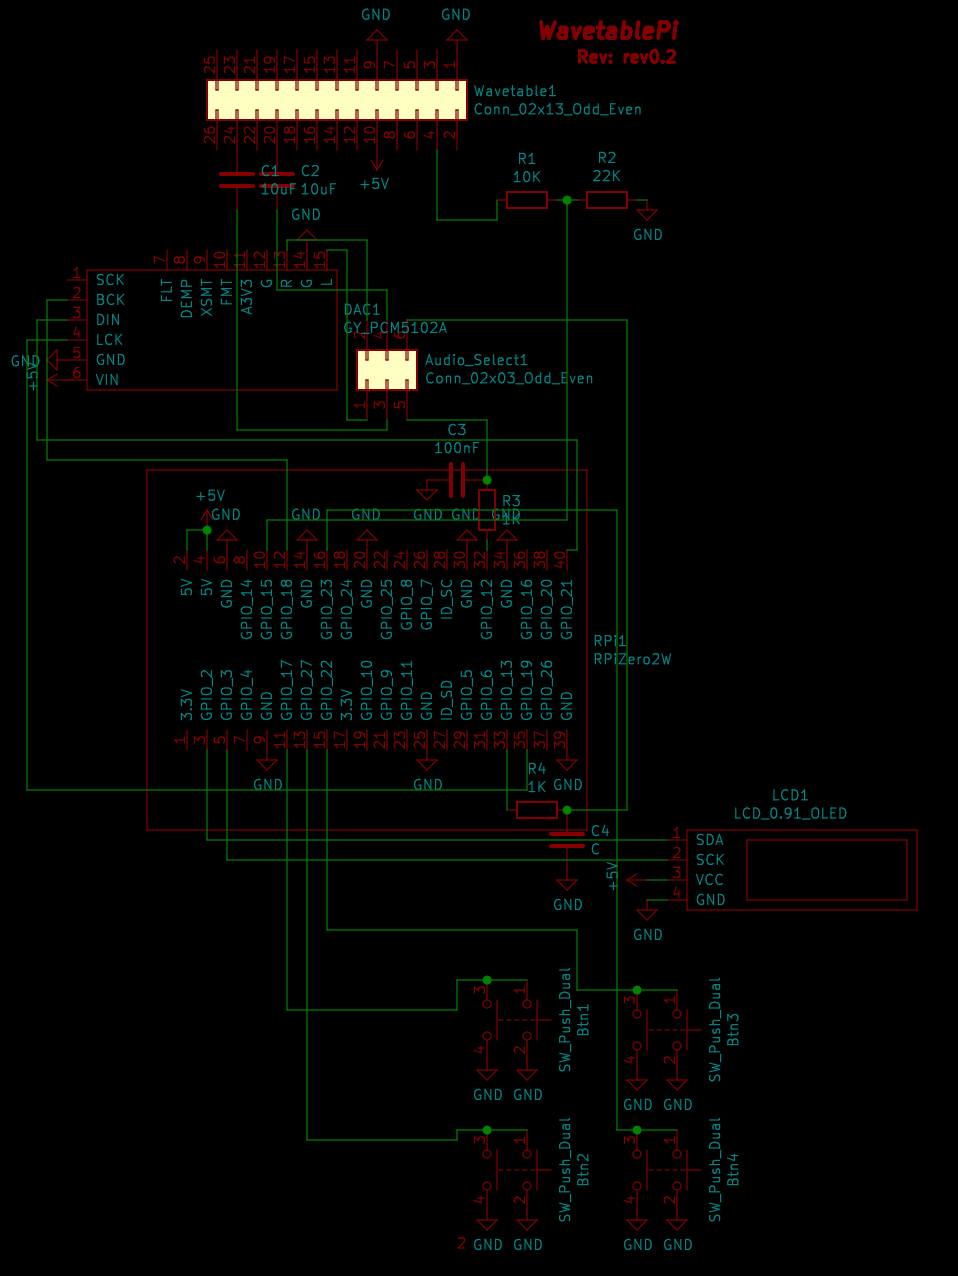 GND GND
WavetablePi
Rev: rev0.2
25 23 21 19 17 15 13 11 9 7 5 3 1
Wavetable1
Conn_02x13_Odd_Even
26 24 22 20 18 16 14 12 10 8 6 4 2
C1 C2
10uF 10uF
+5V
R1 R2
10K 22K
GND
GND
7 8 9 10 11 12 13 14 15
FLT DEMP XSMT FMT A3V3 G R G L
1 SCK
2 BCK
3 DIN
4 LCK
5 GND
6 VIN
GND
+5V
DAC1
GY_PCM5102A
2 4 6
Audio_Select1
Conn_02x03_Odd_Even
1 3 5
C3
100nF
GND
R3
1K
+5V
GND GND GND GND GND
2 4 6 8 10 12 14 16 18 20 22 24 26 28 30 32 34 36 38 40
5V 5V GND GPIO_14 GPIO_15 GPIO_18 GND GPIO_23 GPIO_24 GND GPIO_25 GPIO_8 GPIO_7 ID_SC GND GPIO_12 GND GPIO_16 GPIO_20 GPIO_21
RPi1
RPiZero2W
3.3V GPIO_2 GPIO_3 GPIO_4 GND GPIO_17 GPIO_27 GPIO_22 3.3V GPIO_10 GPIO_9 GPIO_11 GND ID_SD GPIO_5 GPIO_6 GPIO_13 GPIO_19 GPIO_26 GND
1 3 5 7 9 11 13 15 17 19 21 23 25 27 29 31 33 35 37 39
GND GND GND
R4
1K
C4
C
GND
LCD1
LCD_0.91_OLED
1 SDA
2 SCK
3 VCC
4 GND
+5V
GND
3 1
4 2
SW_Push_Dual
Btn1
GND GND
3 1
4 2
SW_Push_Dual
Btn3
GND GND
3 1
4 2
SW_Push_Dual
Btn2
2 GND GND
3 1
4 2
SW_Push_Dual
Btn4
GND GND